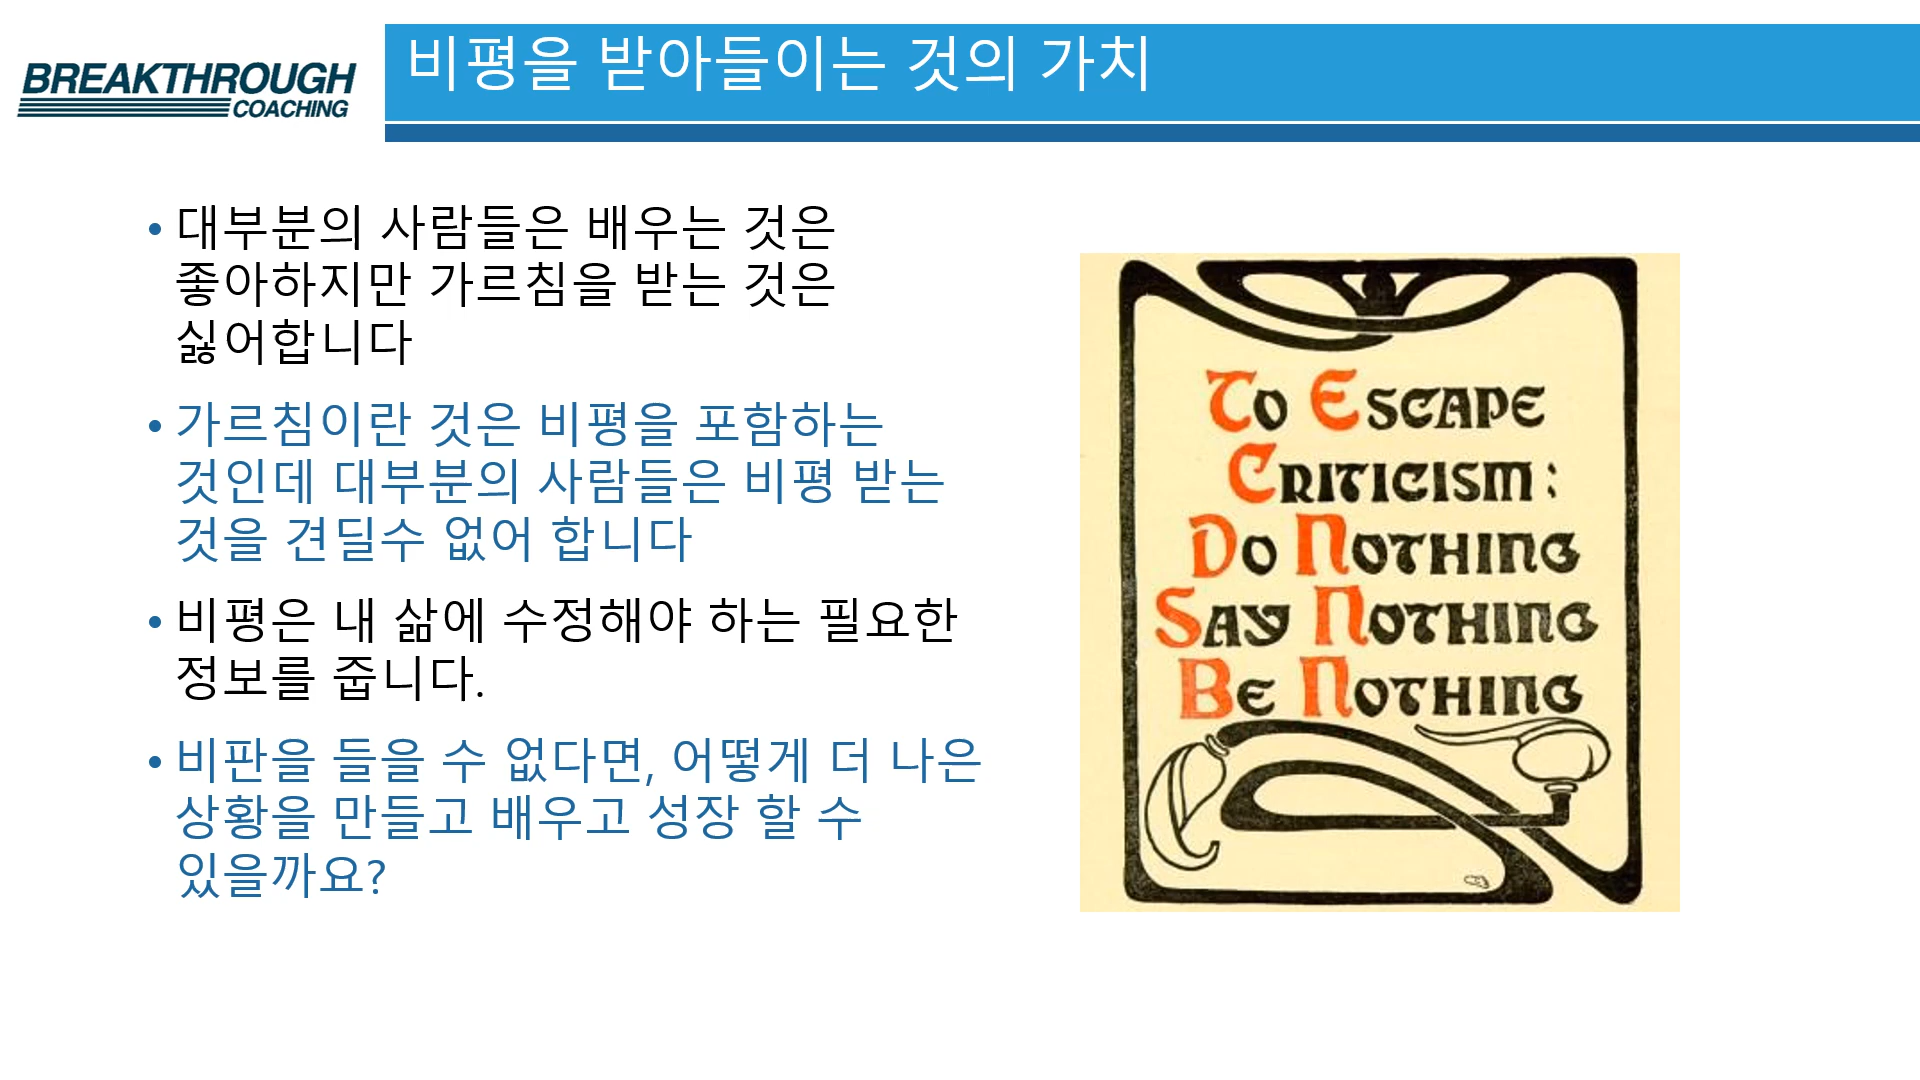 BREAKTHROUGH
COACHING
비평을 받아들이는 것의 가치
• 대부분의 사람들은 배우는 것은
좋아하지만 가르침을 받는 것은
싫어합니다
• 가르침이란 것은 비평을 포함하는
것인데 대부분의 사람들은 비평 받는
것을 견딜수 없어 합니다
• 비평은 내 삶에 수정해야 하는 필요한
정보를 줍니다.
• 비판을 들을 수 없다면, 어떻게 더 나은
상황을 만들고 배우고 성장 할 수
있을까요?
To Escape
Criticism:
Do Nothing
Say Nothing
Be Nothing